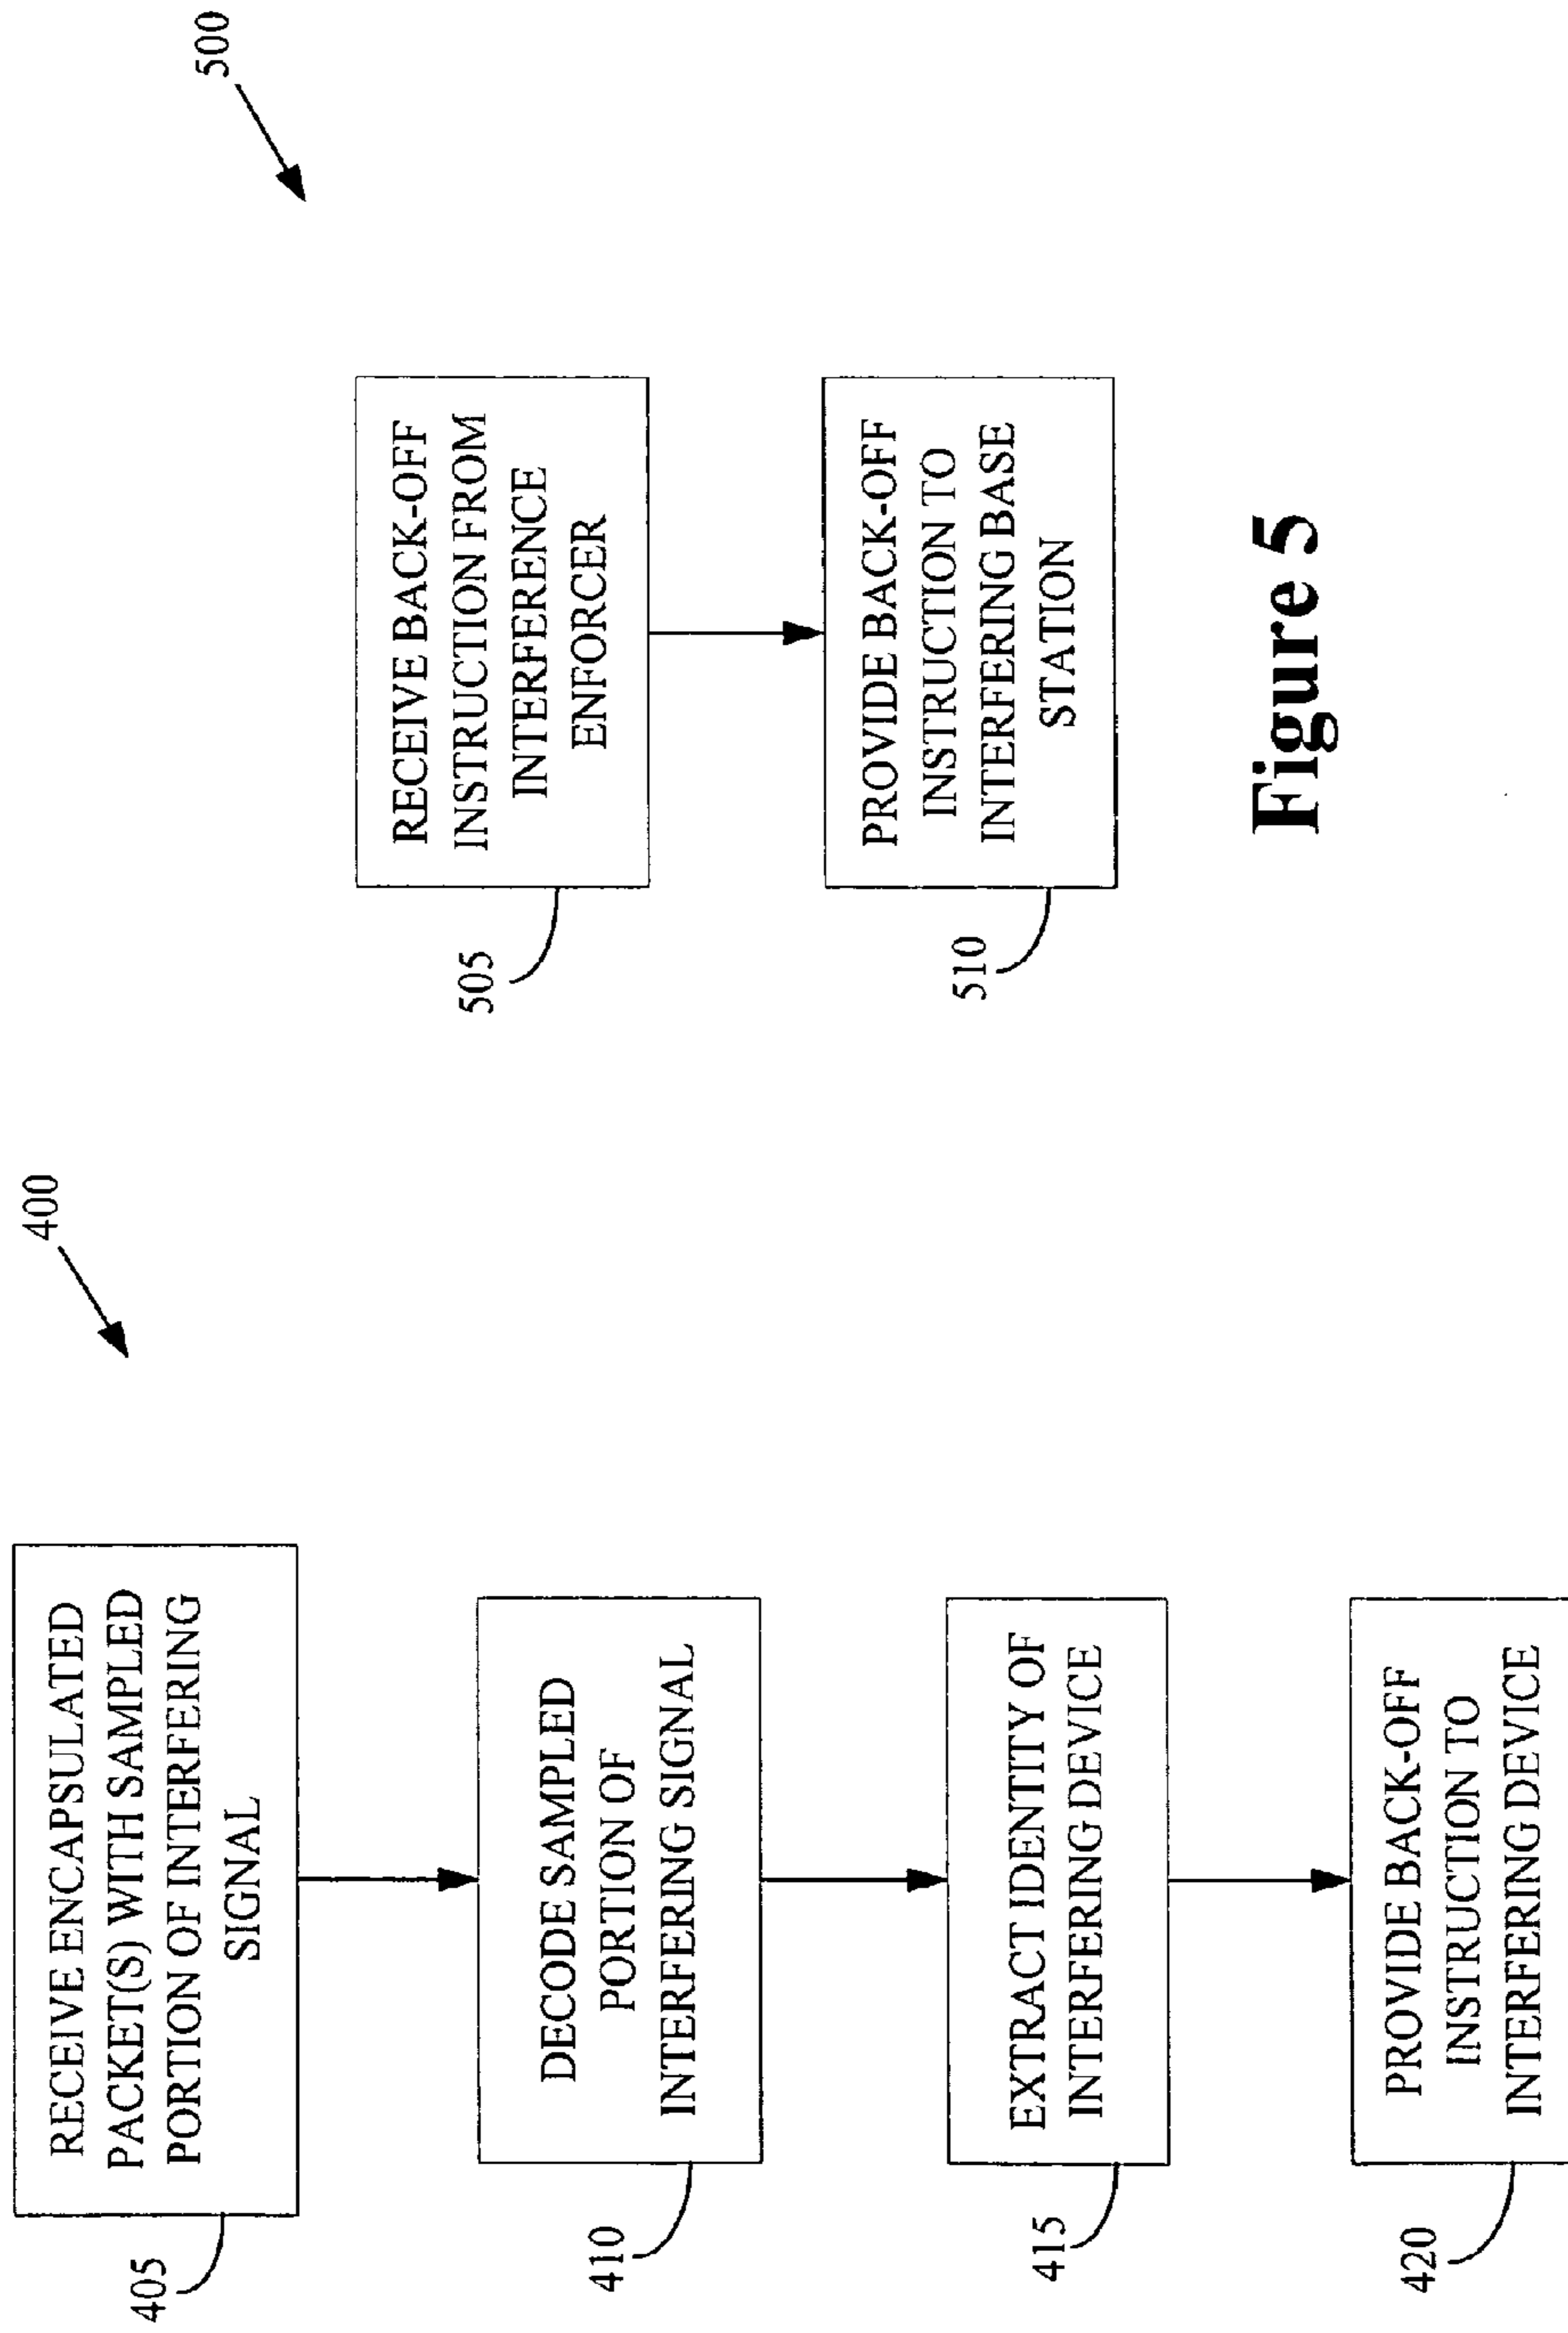 400
RECEIVE ENCAPSULATED
PACKET(S) WITH SAMPLED
PORTION OF INTERFERING
SIGNAL
405
DECODE SAMPLED
PORTION OF
INTERFERING SIGNAL
410
EXTRACT IDENTITY OF
INTERFERING DEVICE
415
PROVIDE BACK-OFF
INSTRUCTION TO
INTERFERING DEVICE
420
500
RECEIVE BACK-OFF
INSTRUCTION FROM
INTERFERENCE
ENFORCER
505
PROVIDE BACK-OFF
INSTRUCTION TO
INTERFERING BASE
STATION
510
Figure 5